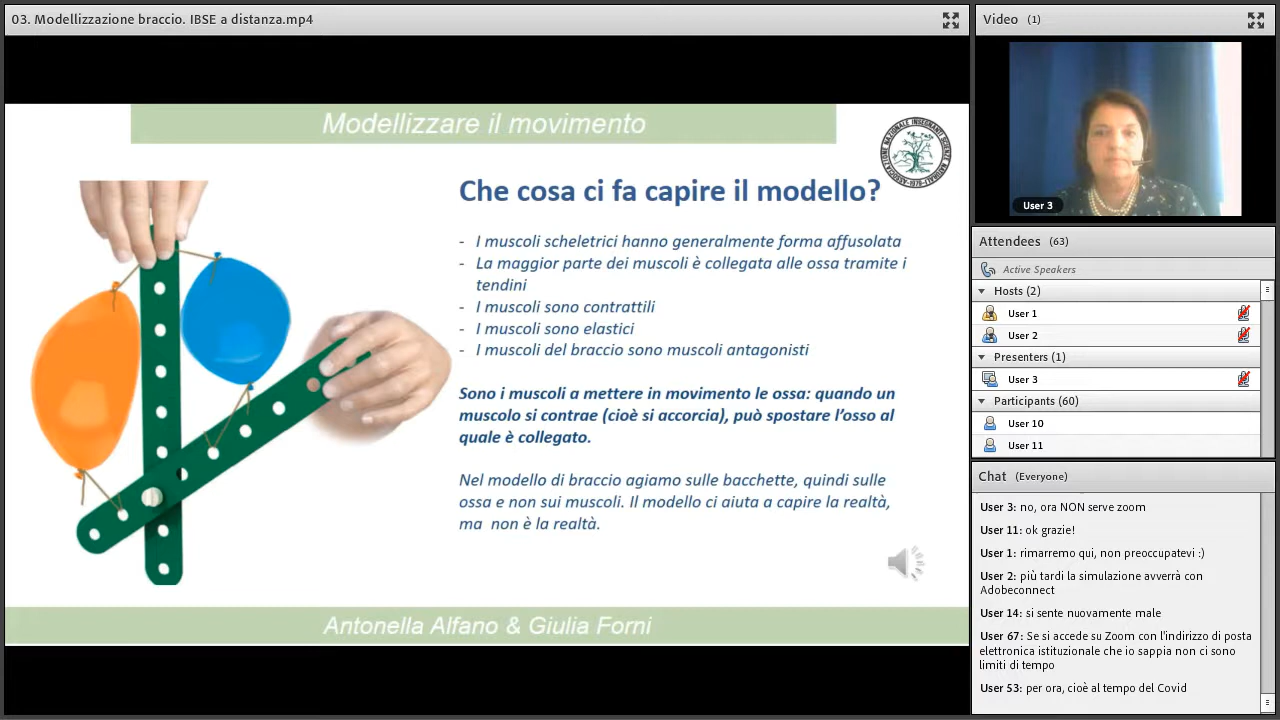 03. Modellizzazione braccio. IBSE a distanza.mp4
Modellizzare il movimento
ASSOCIAZIONE NAZIONALE INSEGNANTI SCIENZE NATURALI
Che cosa ci fa capire il modello?
- I muscoli scheletrici hanno generalmente forma affusolata
- La maggior parte dei muscoli è collegata alle ossa tramite i
tendini
- I muscoli sono contrattili
- I muscoli sono elastici
- I muscoli del braccio sono muscoli antagonisti
Sono i muscoli a mettere in movimento le ossa: quando un
muscolo si contrae (cioè si accorcia), può spostare l'osso al
quale è collegato.
Nel modello di braccio agiamo sulle bacchette, quindi sulle
ossa e non sui muscoli. Il modello ci aiuta a capire la realtà,
ma non è la realtà.
Antonella Alfano & Giulia Forni
Video (1)
User 3
Attendees (63)
Active Speakers
Hosts (2)
User 1
User 2
Presenters (1)
User 3
Participants (60)
User 10
User 11
Chat (Everyone)
User 3: no, ora NON serve zoom
User 11: ok grazie!
User 1: rimarremo qui, non preoccupatevi :)
User 2: più tardi la simulazione avverrà con
Adobeconnect
User 14: si sente nuovamente male
User 67: Se si accede su Zoom con l'indirizzo di posta
elettronica istituzionale che io sappia non ci sono
limiti di tempo
User 53: per ora, cioè al tempo del Covid